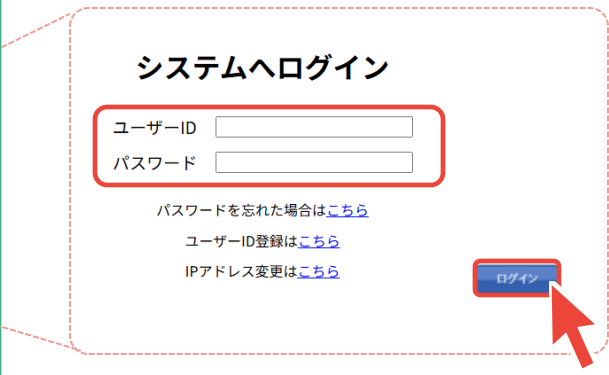 システムへログイン
ユーザーID
パスワード
パスワードを忘れた場合はこちら
ユーザーID登録はこちら
IPアドレス変更はこちら
ログイン